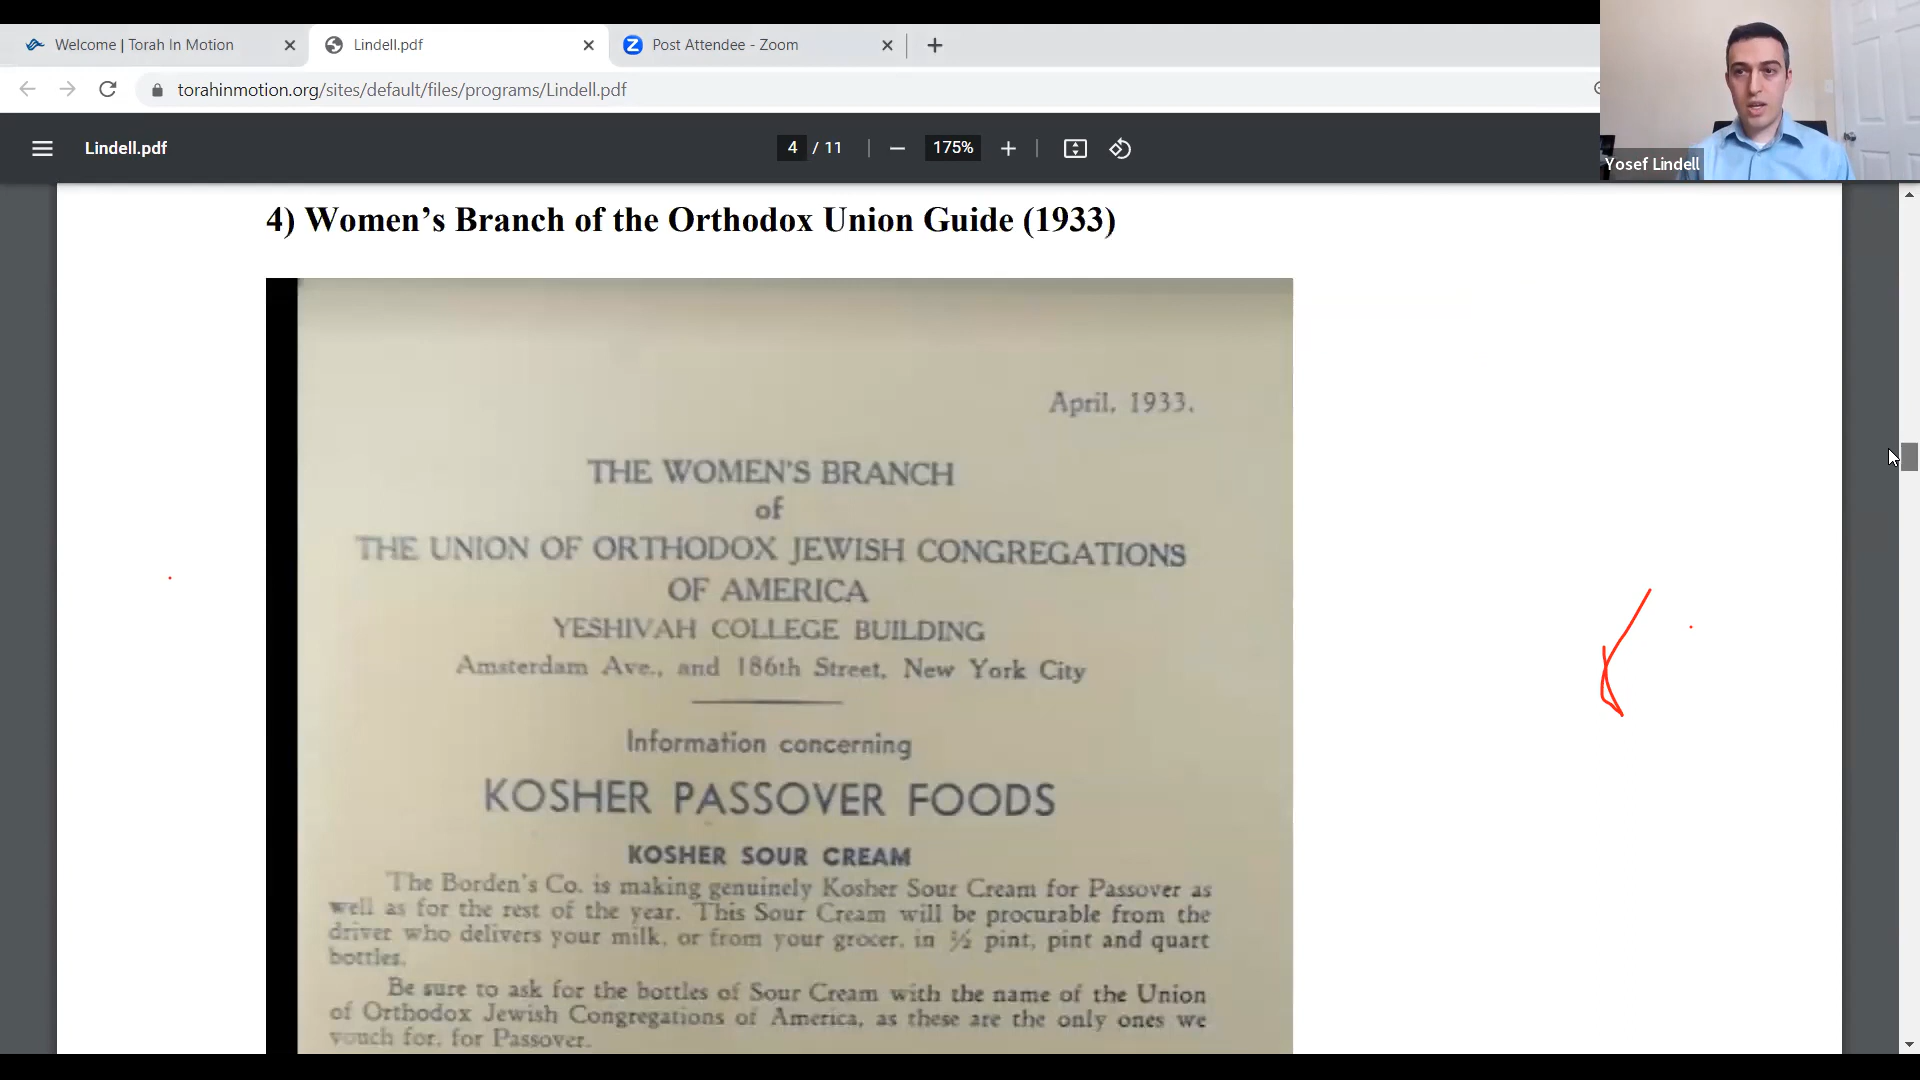 Welcome | Torah In Motion
Lindell.pdf
Post Attendee - Zoom
torahinmotion.org/sites/default/files/programs/Lindell.pdf
Lindell.pdf
4 / 11
175%
Yosef Lindell
4) Women’s Branch of the Orthodox Union Guide (1933)
April, 1933.
THE WOMEN'S BRANCH
of
THE UNION OF ORTHODOX JEWISH CONGREGATIONS
OF AMERICA
YESHIVAH COLLEGE BUILDING
Amsterdam Ave., and 186th Street, New York City
Information concerning
KOSHER PASSOVER FOODS
KOSHER SOUR CREAM
The Borden's Co. is making genuinely Kosher Sour Cream for Passover as
well as for the rest of the year. This Sour Cream will be procurable from the
driver who delivers your milk, or from your grocer, in ½ pint, pint and quart
bottles.
Be sure to ask for the bottles of Sour Cream with the name of the Union
of Orthodox Jewish Congregations of America, as these are the only ones we
vouch for, for Passover.